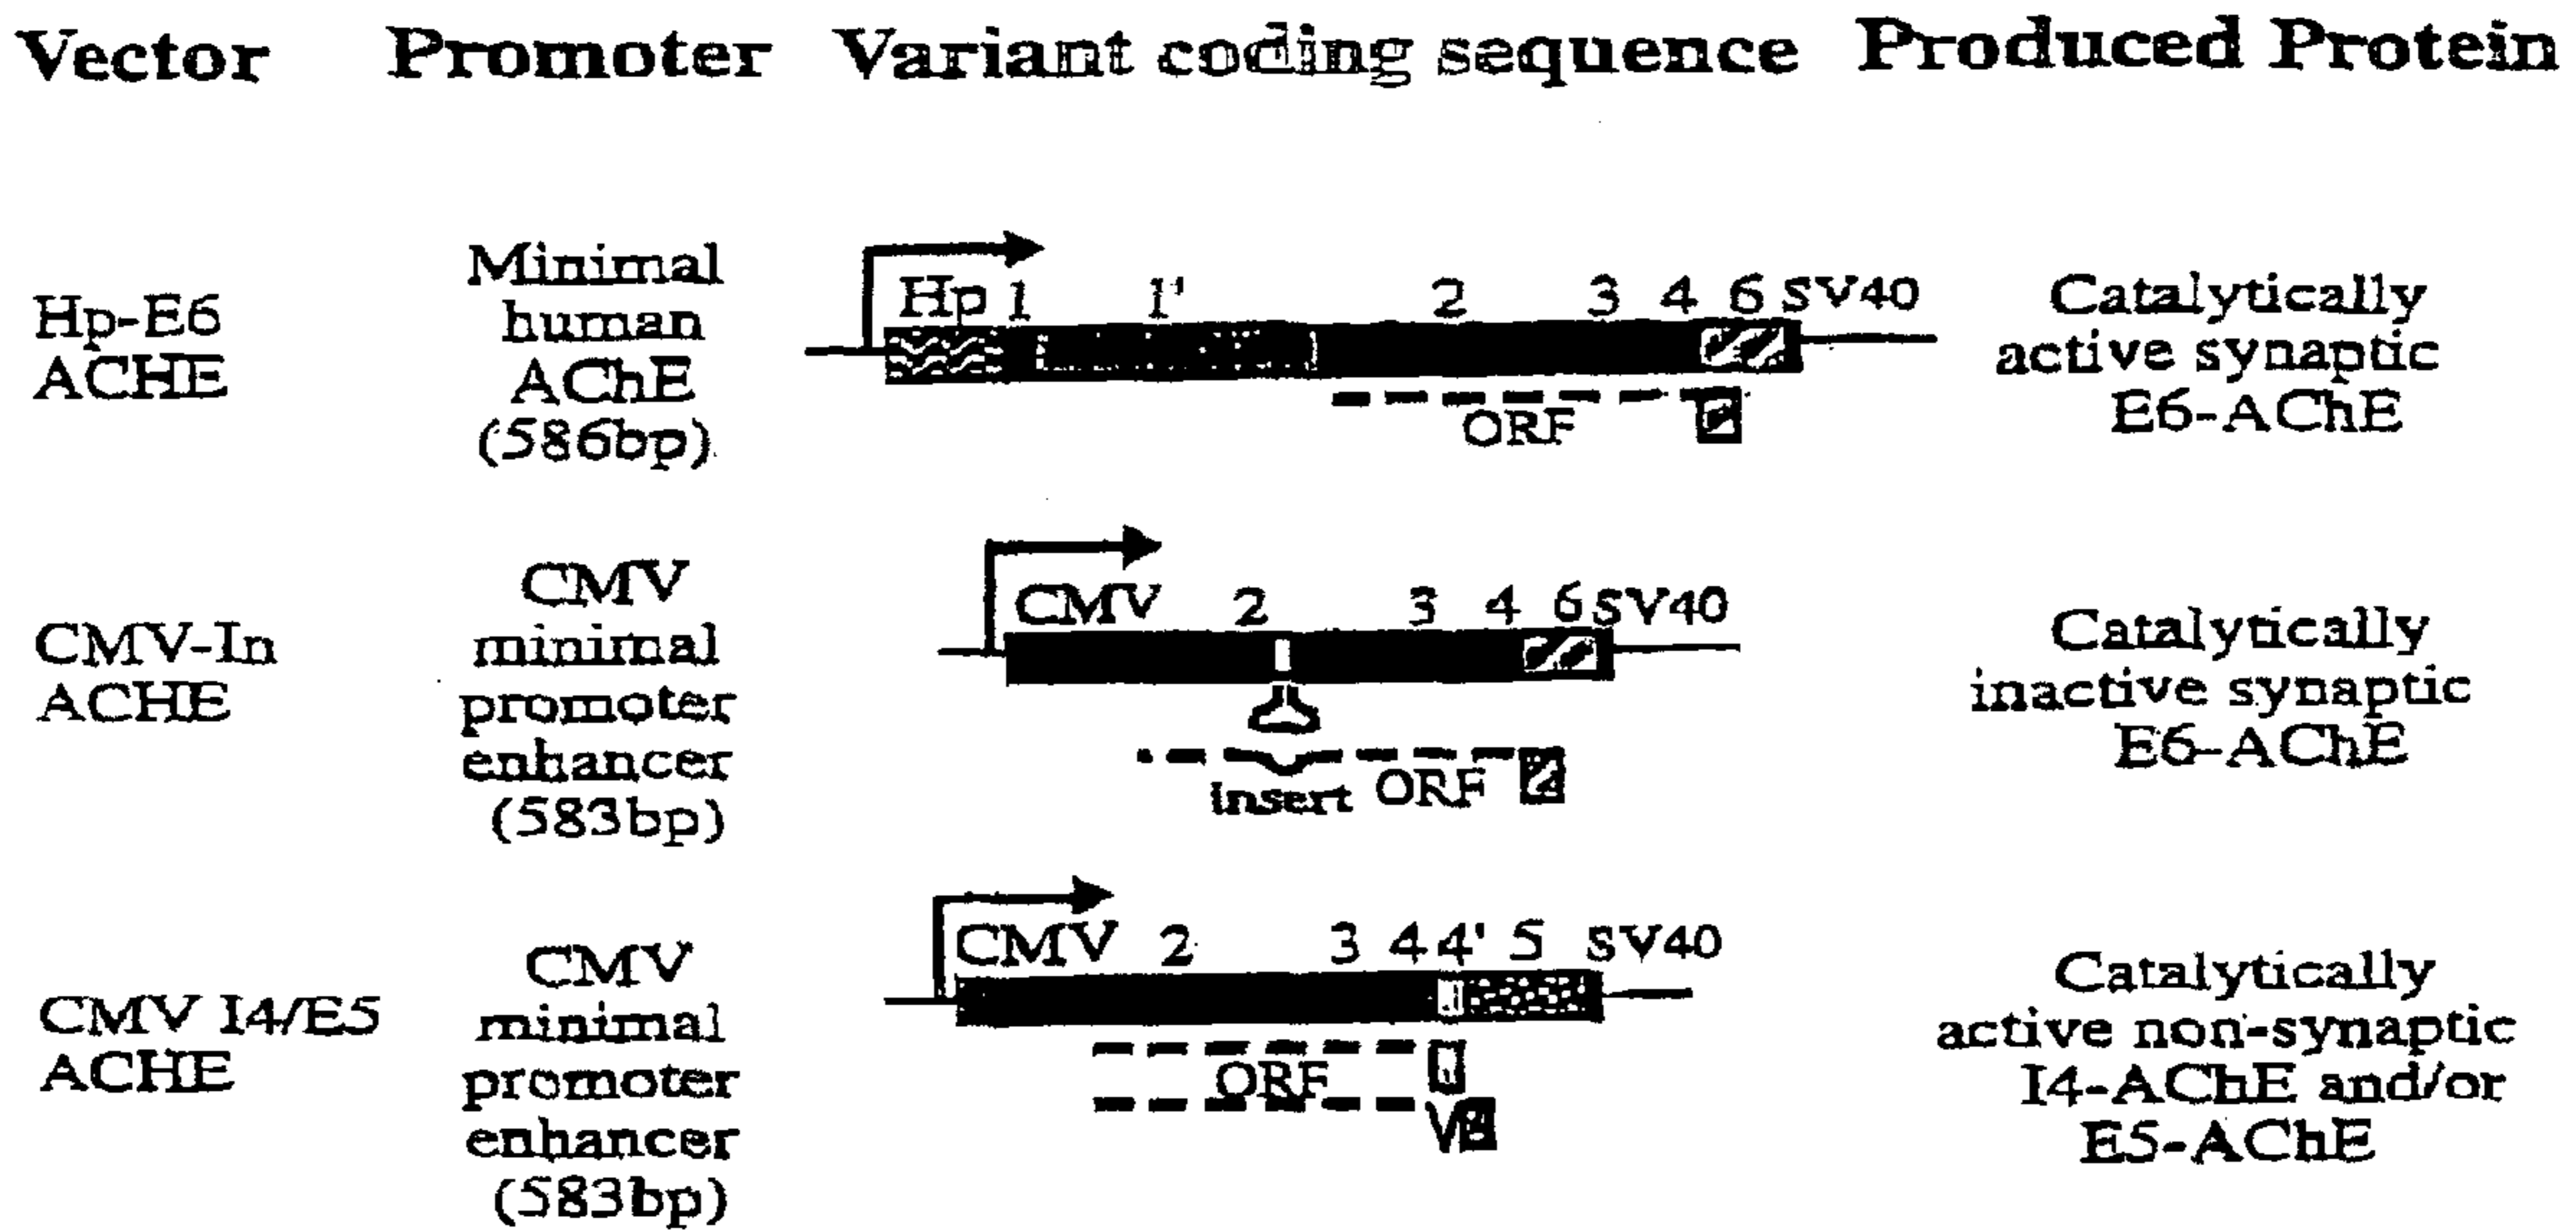 Vector Promoter Variant coding sequence Produced Protein
Hp-E6
ACHE
Minimal
human
AChE
(586bp)
Hp 1 1' 2 3 4 6 SV40
ORF
Catalytically
active synaptic
E6-AChE
CMV-In
ACHE
CMV
minimal
promoter
enhancer
(583bp)
CMV 2 3 4 6 SV40
Insert ORF
Catalytically
inactive synaptic
E6-AChE
CMV I4/E5
ACHE
CMV
minimal
promoter
enhancer
(583bp)
CMV 2 3 4 4' 5 SV40
ORF
Catalytically
active non-synaptic
I4-AChE and/or
E5-AChE